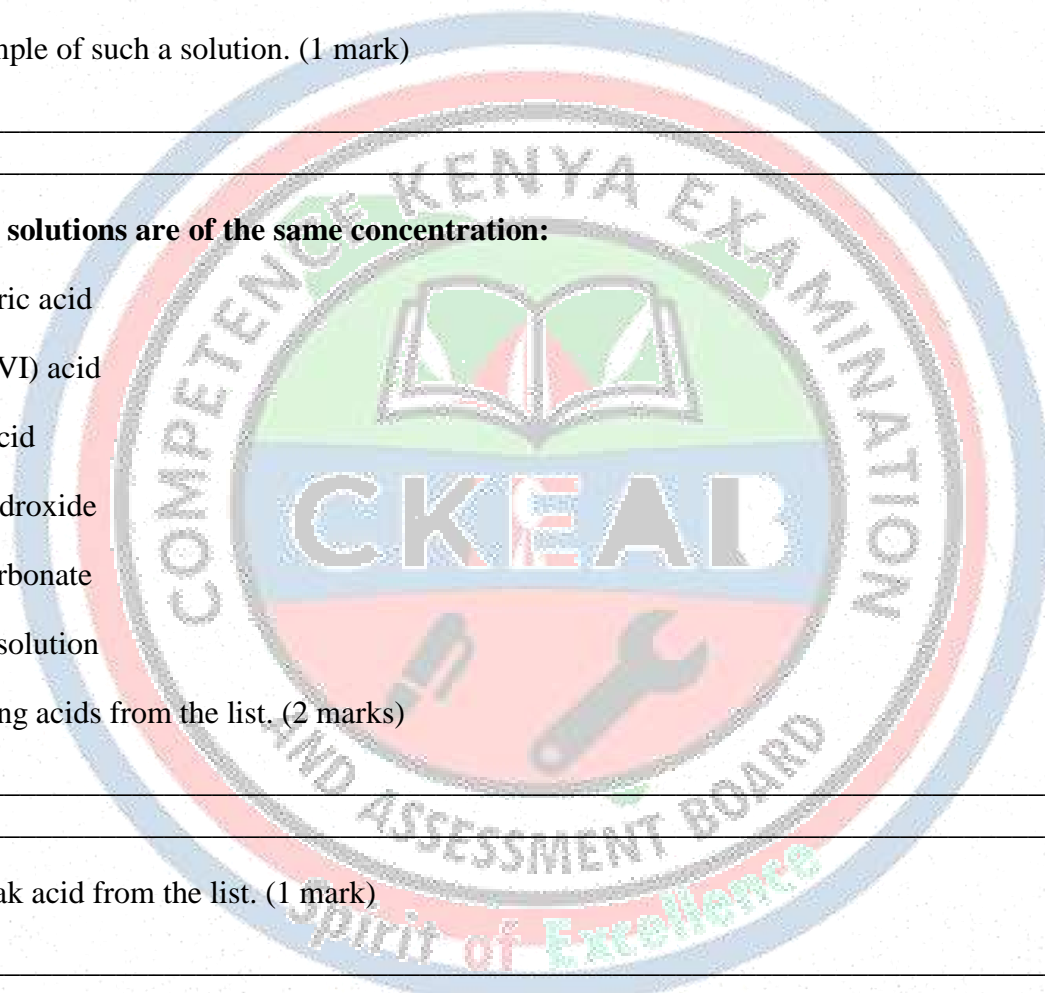 mple of such a solution. (1 mark)
COMPETENCE KENYA EXAMINATION
solutions are of the same concentration:
ric acid
VI) acid
cid
droxide
CKEAB
rbonate
solution
ng acids from the list. (2 marks)
AND ASSESSMENT BOARD
ak acid from the list. (1 mark)
Spirit of Excellence